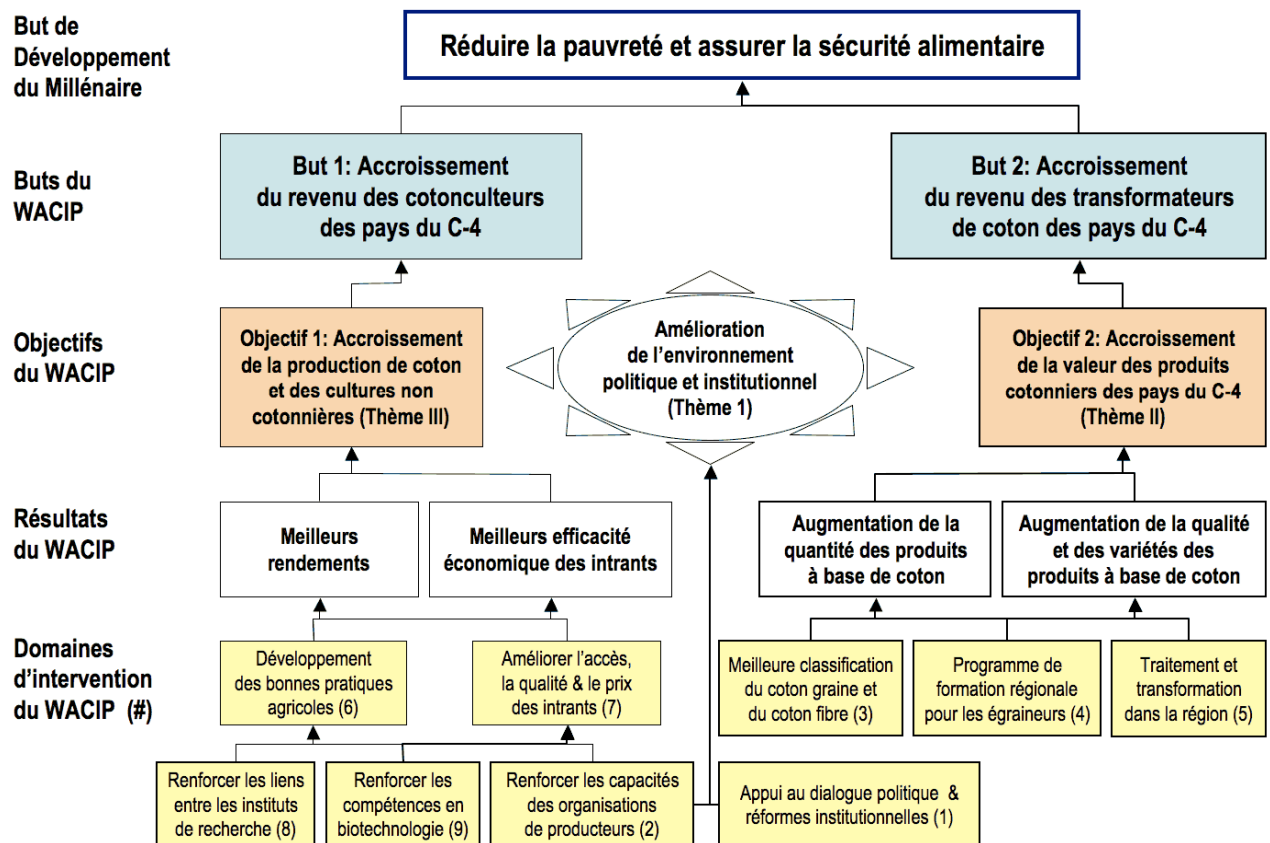 But de
Développement
du Millénaire
Réduire la pauvreté et assurer la sécurité alimentaire
Buts du
WACIP
But 1: Accroissement
du revenu des cotonculteurs
des pays du C-4
But 2: Accroissement
du revenu des transformateurs
de coton des pays du C-4
Objectifs
du WACIP
Objectif 1: Accroissement
de la production de coton
et des cultures non
cotonnières (Thème III)
Amélioration
de l'environnement
politique et institutionnel
(Thème 1)
Objectif 2: Accroissement
de la valeur des produits
cotonniers des pays du C-4
(Thème II)
Résultats
du WACIP
Meilleurs
rendements
Meilleurs efficacité
économique des intrants
Augmentation de la
quantité des produits
à base de coton
Augmentation de la qualité
et des variétés des
produits à base de coton
Domaines
d'intervention
du WACIP (#)
Développement
des bonnes pratiques
agricoles (6)
Améliorer l'accès,
la qualité & le prix
des intrants (7)
Meilleure classification
du coton graine et
du coton fibre (3)
Programme de
formation régionale
pour les égraineurs (4)
Traitement et
transformation
dans la région (5)
Renforcer les liens
entre les instituts
de recherche (8)
Renforcer les
compétences en
biotechnologie (9)
Renforcer les capacités
des organisations
de producteurs (2)
Appui au dialogue politique &
réformes institutionnelles (1)